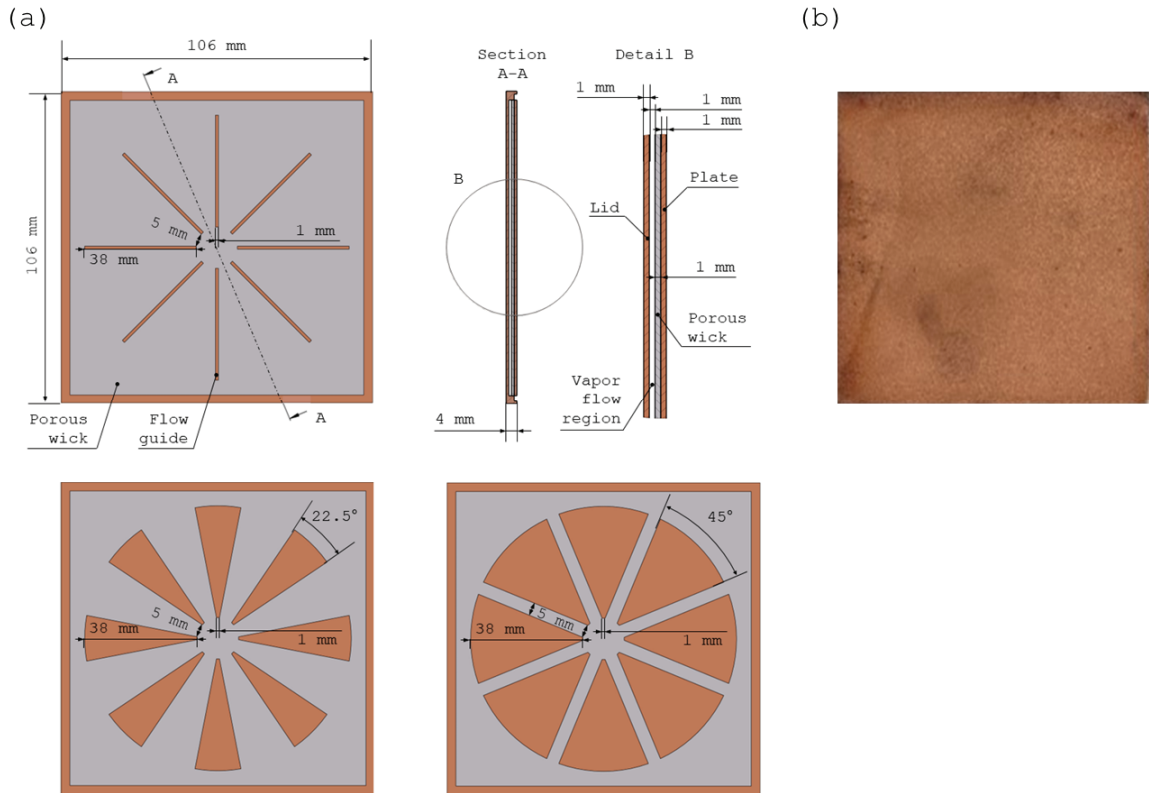 (a)
(b)
106 mm
A
Section
A-A
Detail B
1 mm
1 mm
1 mm
B
Plate
Lid
5 mm
1 mm
38 mm
106 mm
1 mm
Porous
wick
Vapor
flow
region
A
Porous
wick
Flow
guide
4 mm
22.5°
5 mm
38 mm
1 mm
45°
5 mm
38 mm
1 mm